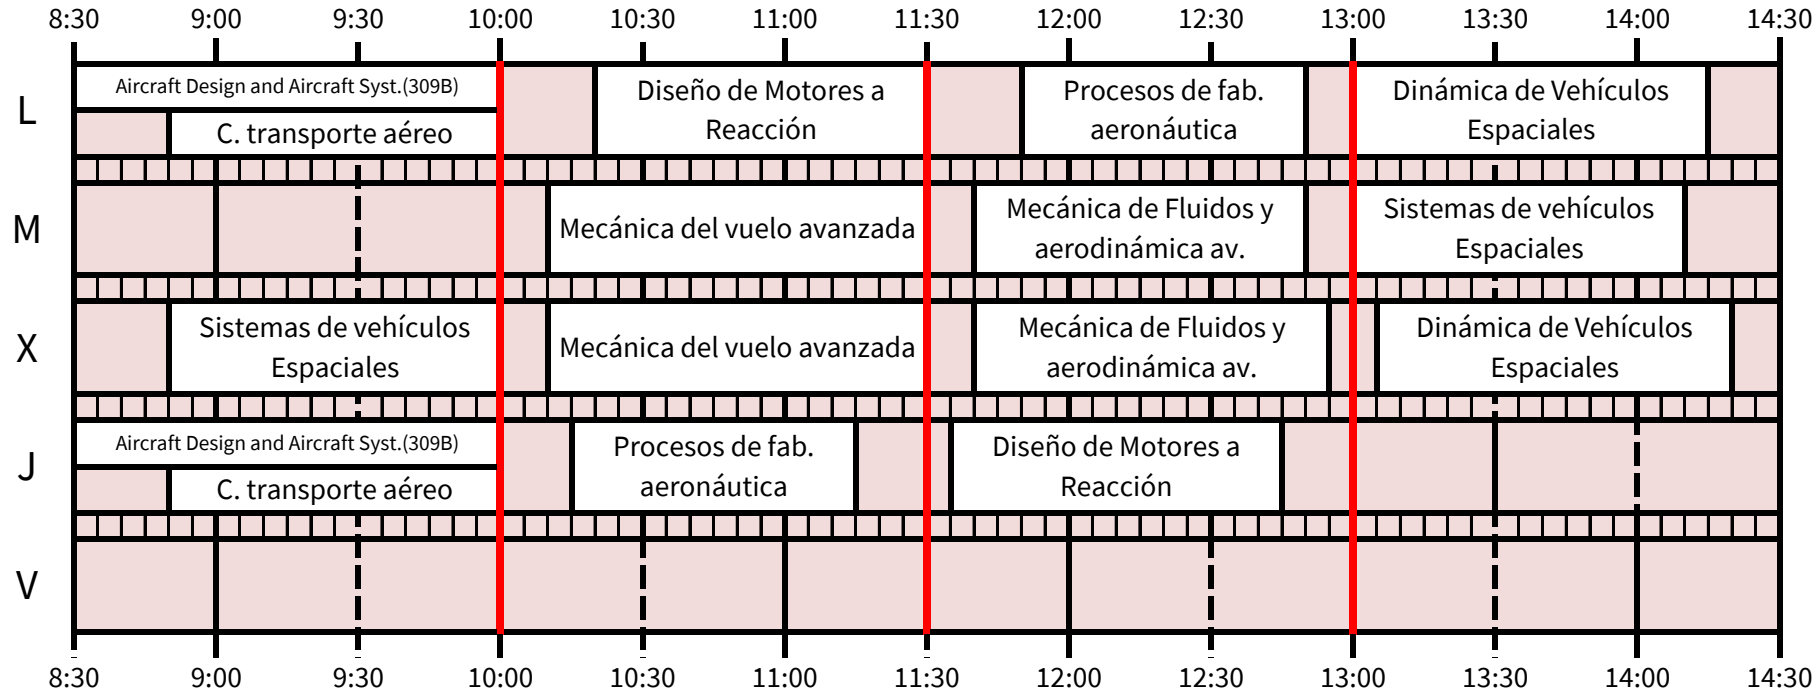 8:30 9:00 9:30 10:00 10:30 11:00 11:30 12:00 12:30 13:00 13:30 14:00 14:30
L
Aircraft Design and Aircraft Syst.(309B)
C. transporte aéreo
Diseño de Motores a
Reacción
Procesos de fab.
aeronáutica
Dinámica de Vehículos
Espaciales
M
Mecánica del vuelo avanzada
Mecánica de Fluidos y
aerodinámica av.
Sistemas de vehículos
Espaciales
X
Sistemas de vehículos
Espaciales
Mecánica del vuelo avanzada
Mecánica de Fluidos y
aerodinámica av.
Dinámica de Vehículos
Espaciales
J
Aircraft Design and Aircraft Syst.(309B)
C. transporte aéreo
Procesos de fab.
aeronáutica
Diseño de Motores a
Reacción
V
8:30 9:00 9:30 10:00 10:30 11:00 11:30 12:00 12:30 13:00 13:30 14:00 14:30